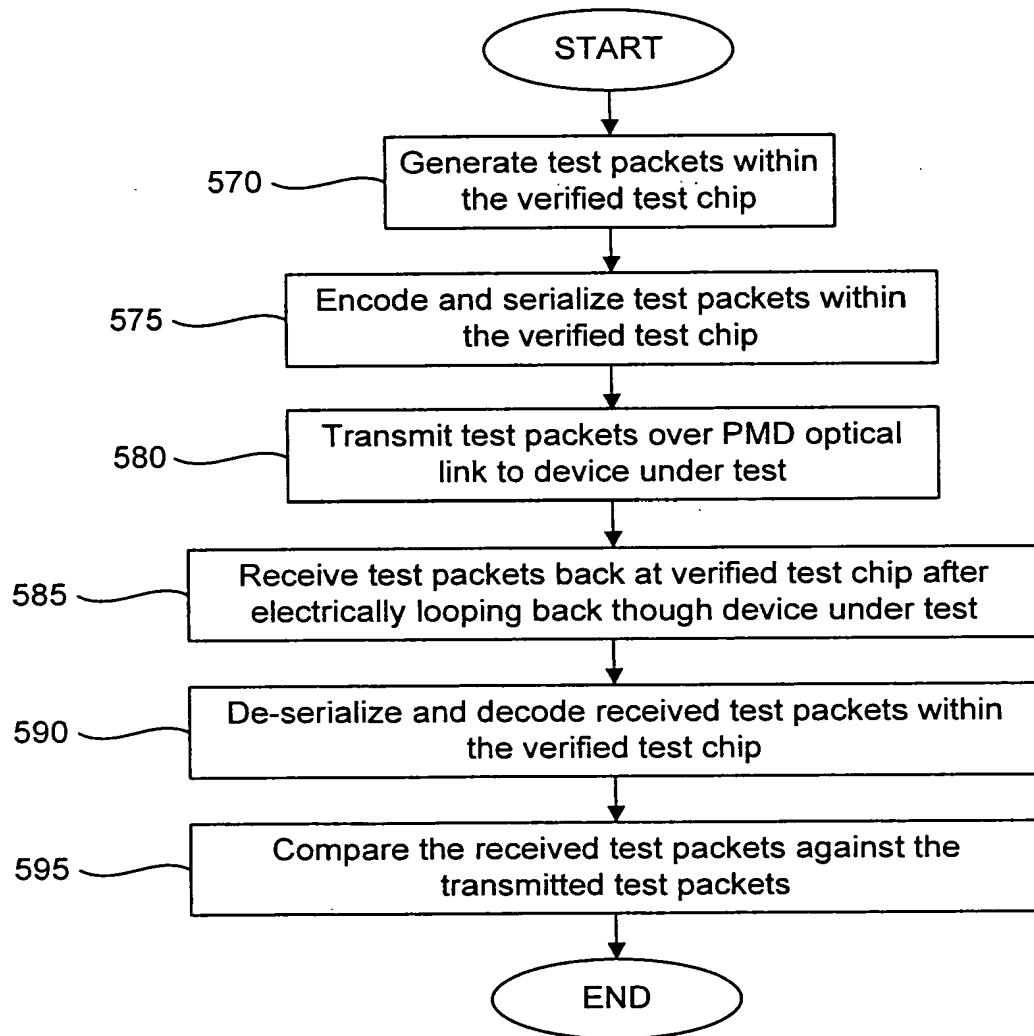 START
570
Generate test packets within
the verified test chip
575
Encode and serialize test packets within
the verified test chip
580
Transmit test packets over PMD optical
link to device under test
585
Receive test packets back at verified test chip after
electrically looping back though device under test
590
De-serialize and decode received test packets within
the verified test chip
595
Compare the received test packets against the
transmitted test packets
END